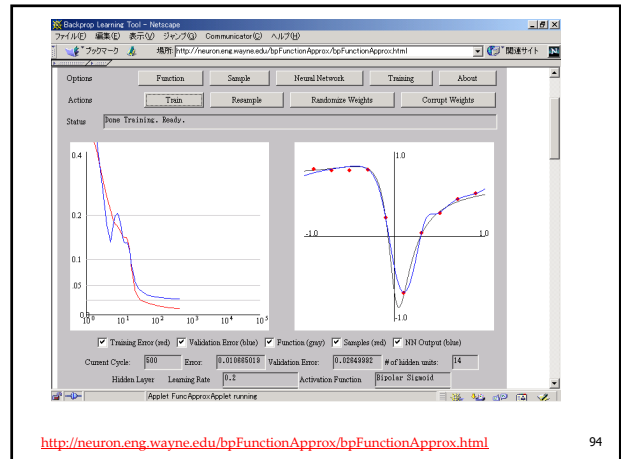 Backprop Learning Tool - Netscape
ファイル(F) 編集(E) 表示(V) ジャンプ(G) Communicator(C) ヘルプ(H)
ブックマーク 場所: http://neuron.eng.wayne.edu/bpFunctionApprox/bpFunctionApprox.html 関連サイト
Options Function Sample Neural Network Training About
Actions Train Resample Randomize Weights Corrupt Weights
Status Done Training. Ready.
0.4
0.2
0.1
.05
0.0
10^0 10^1 10^2 10^3 10^4 10^5
1.0
-1.0 1.0
-1.0
Training Error (red) Validation Error (blue) Function (gray) Samples (red) NN Output (blue)
Current Cycle: 500 Error: 0.010665019 Validation Error: 0.02649992 # of hidden units: 14
Hidden Layer Learning Rate 0.2 Activation Function Bipolar Sigmoid
Applet FuncApproxApplet running
http://neuron.eng.wayne.edu/bpFunctionApprox/bpFunctionApprox.html
94